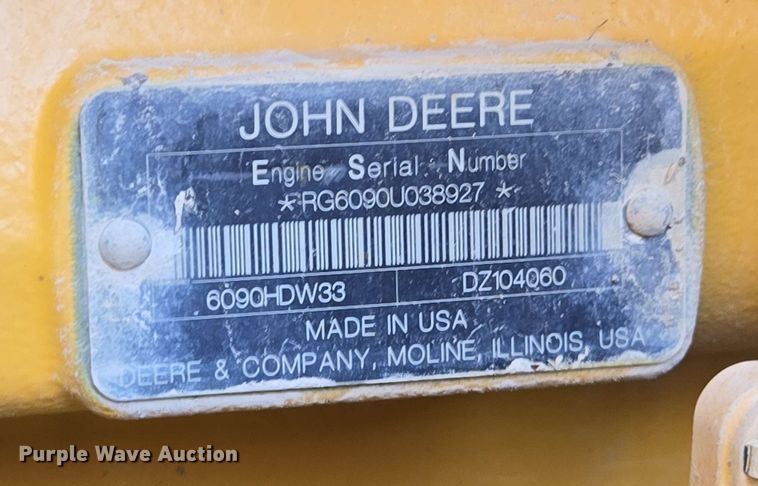 JOHN DEERE
Engine Serial Number
*RG6090U038927*
6090HDW33 DZ104060
MADE IN USA
DEERE & COMPANY, MOLINE, ILLINOIS, USA
Purple Wave Auction